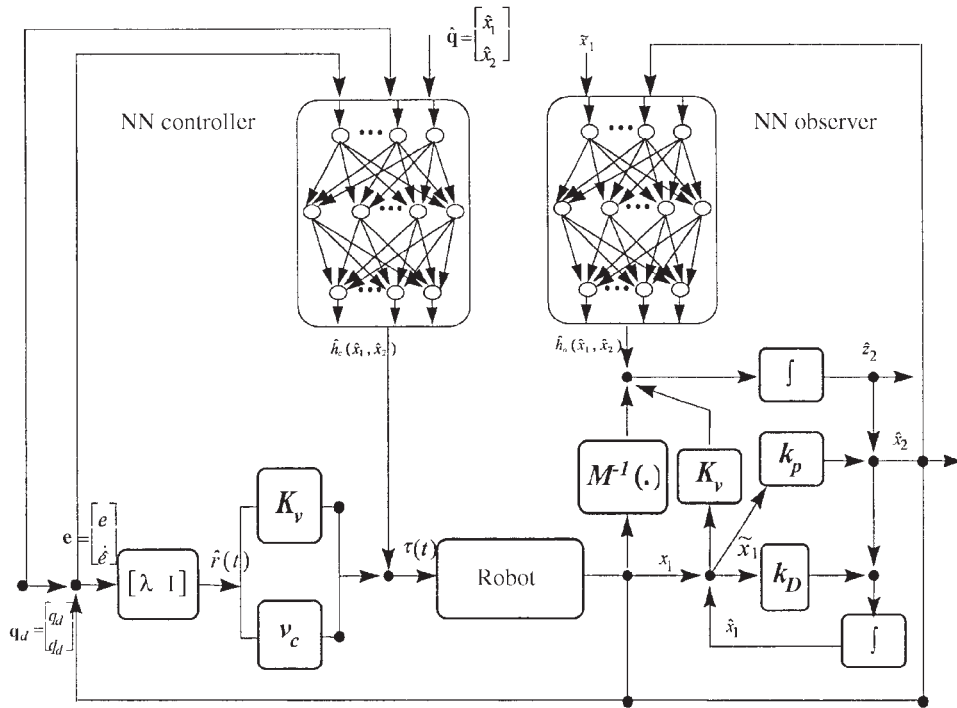 q̂ = [x̂₁ x̂₂]
x̃₁
NN controller
NN observer
ĥc (x̂₁, x̂₂)
ĥo (x̂₁, x̂₂)
∫
ẑ₂
x̂₂
kp
M⁻¹(.)
Kv
Kv
e = [e ė]
r̂(t)
τ(t)
x₁
x̃₁
[λ I]
Robot
kD
qd = [qd q̇d]
vc
x̂₁
∫